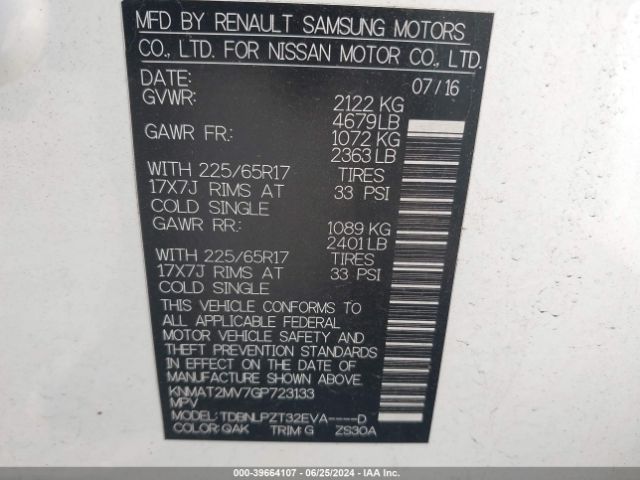 MFD BY RENAULT SAMSUNG MOTORS
CO., LTD. FOR NISSAN MOTOR CO., LTD.
DATE: 07/16
GVWR: 2122 KG
4679 LB
GAWR FR: 1072 KG
2363 LB
WITH 225/65R17 TIRES
17X7J RIMS AT 33 PSI
COLD SINGLE
GAWR RR: 1089 KG
2401 LB
WITH 225/65R17 TIRES
17X7J RIMS AT 33 PSI
COLD SINGLE
THIS VEHICLE CONFORMS TO
ALL APPLICABLE FEDERAL
MOTOR VEHICLE SAFETY AND
THEFT PREVENTION STANDARDS
IN EFFECT ON THE DATE OF
MANUFACTURE SHOWN ABOVE.
KNMAT2MV7GP723133
MPV
MODEL: TDBNLPZT32EVA----D
COLOR: QAK TRIM: G ZS30A
000-39664107 - 06/25/2024 - IAA Inc.